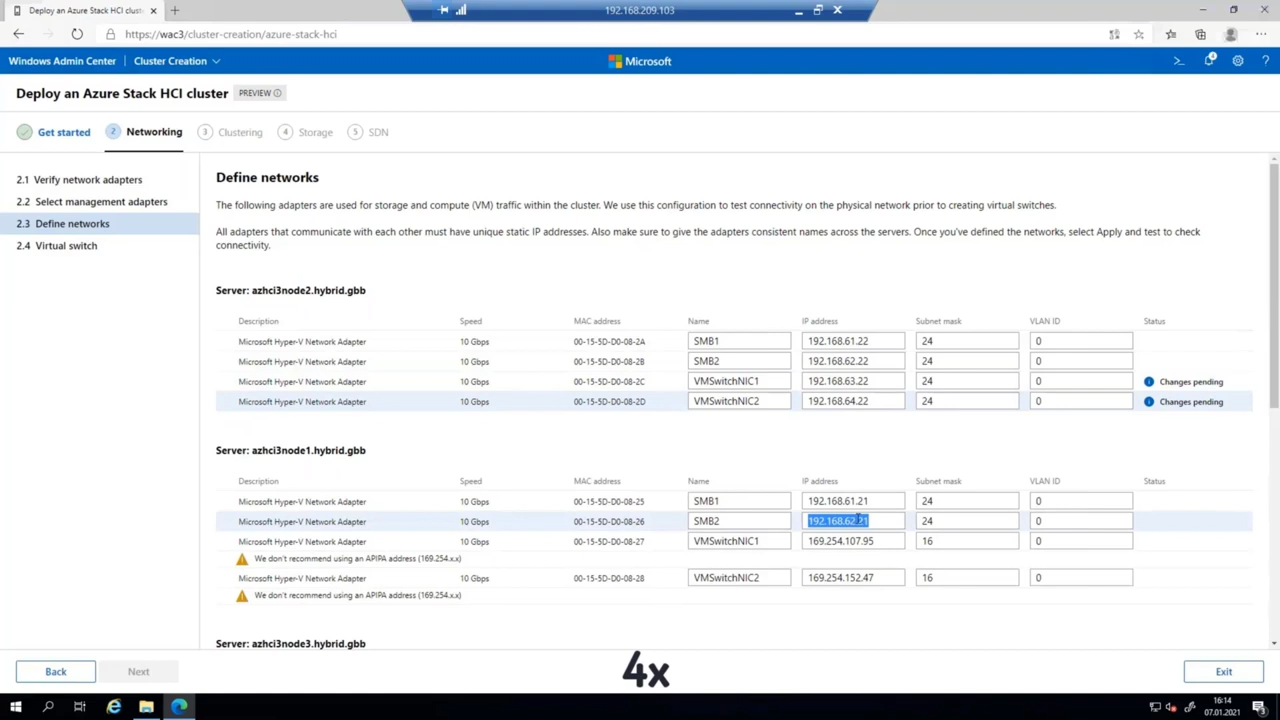 Deploy an Azure Stack HCI clust
192.168.209.103
https://wac3/cluster-creation/azure-stack-hci
Windows Admin Center
Cluster Creation
Microsoft
Deploy an Azure Stack HCI cluster
PREVIEW
Get started
2 Networking
3 Clustering
4 Storage
5 SDN
2.1 Verify network adapters
2.2 Select management adapters
2.3 Define networks
2.4 Virtual switch
Define networks
The following adapters are used for storage and compute (VM) traffic within the cluster. We use this configuration to test connectivity on the physical network prior to creating virtual switches.
All adapters that communicate with each other must have unique static IP addresses. Also make sure to give the adapters consistent names across the servers. Once you've defined the networks, select Apply and test to check
connectivity.
Server: azhci3node2.hybrid.gbb
Description Speed MAC address Name IP address Subnet mask VLAN ID Status
Microsoft Hyper-V Network Adapter 10 Gbps 00-15-5D-D0-08-2A SMB1 192.168.61.22 24 0
Microsoft Hyper-V Network Adapter 10 Gbps 00-15-5D-D0-08-2B SMB2 192.168.62.22 24 0
Microsoft Hyper-V Network Adapter 10 Gbps 00-15-5D-D0-08-2C VMSwitchNIC1 192.168.63.22 24 0 Changes pending
Microsoft Hyper-V Network Adapter 10 Gbps 00-15-5D-D0-08-2D VMSwitchNIC2 192.168.64.22 24 0 Changes pending
Server: azhci3node1.hybrid.gbb
Description Speed MAC address Name IP address Subnet mask VLAN ID Status
Microsoft Hyper-V Network Adapter 10 Gbps 00-15-5D-D0-08-25 SMB1 192.168.61.21 24 0
Microsoft Hyper-V Network Adapter 10 Gbps 00-15-5D-D0-08-26 SMB2 192.168.62.21 24 0
Microsoft Hyper-V Network Adapter 10 Gbps 00-15-5D-D0-08-27 VMSwitchNIC1 169.254.107.95 16 0
We don't recommend using an APIPA address (169.254.x.x)
Microsoft Hyper-V Network Adapter 10 Gbps 00-15-5D-D0-08-28 VMSwitchNIC2 169.254.152.47 16 0
We don't recommend using an APIPA address (169.254.x.x)
Server: azhci3node3.hybrid.gbb
Back
Next
4x
Exit
16:14
07.01.2021